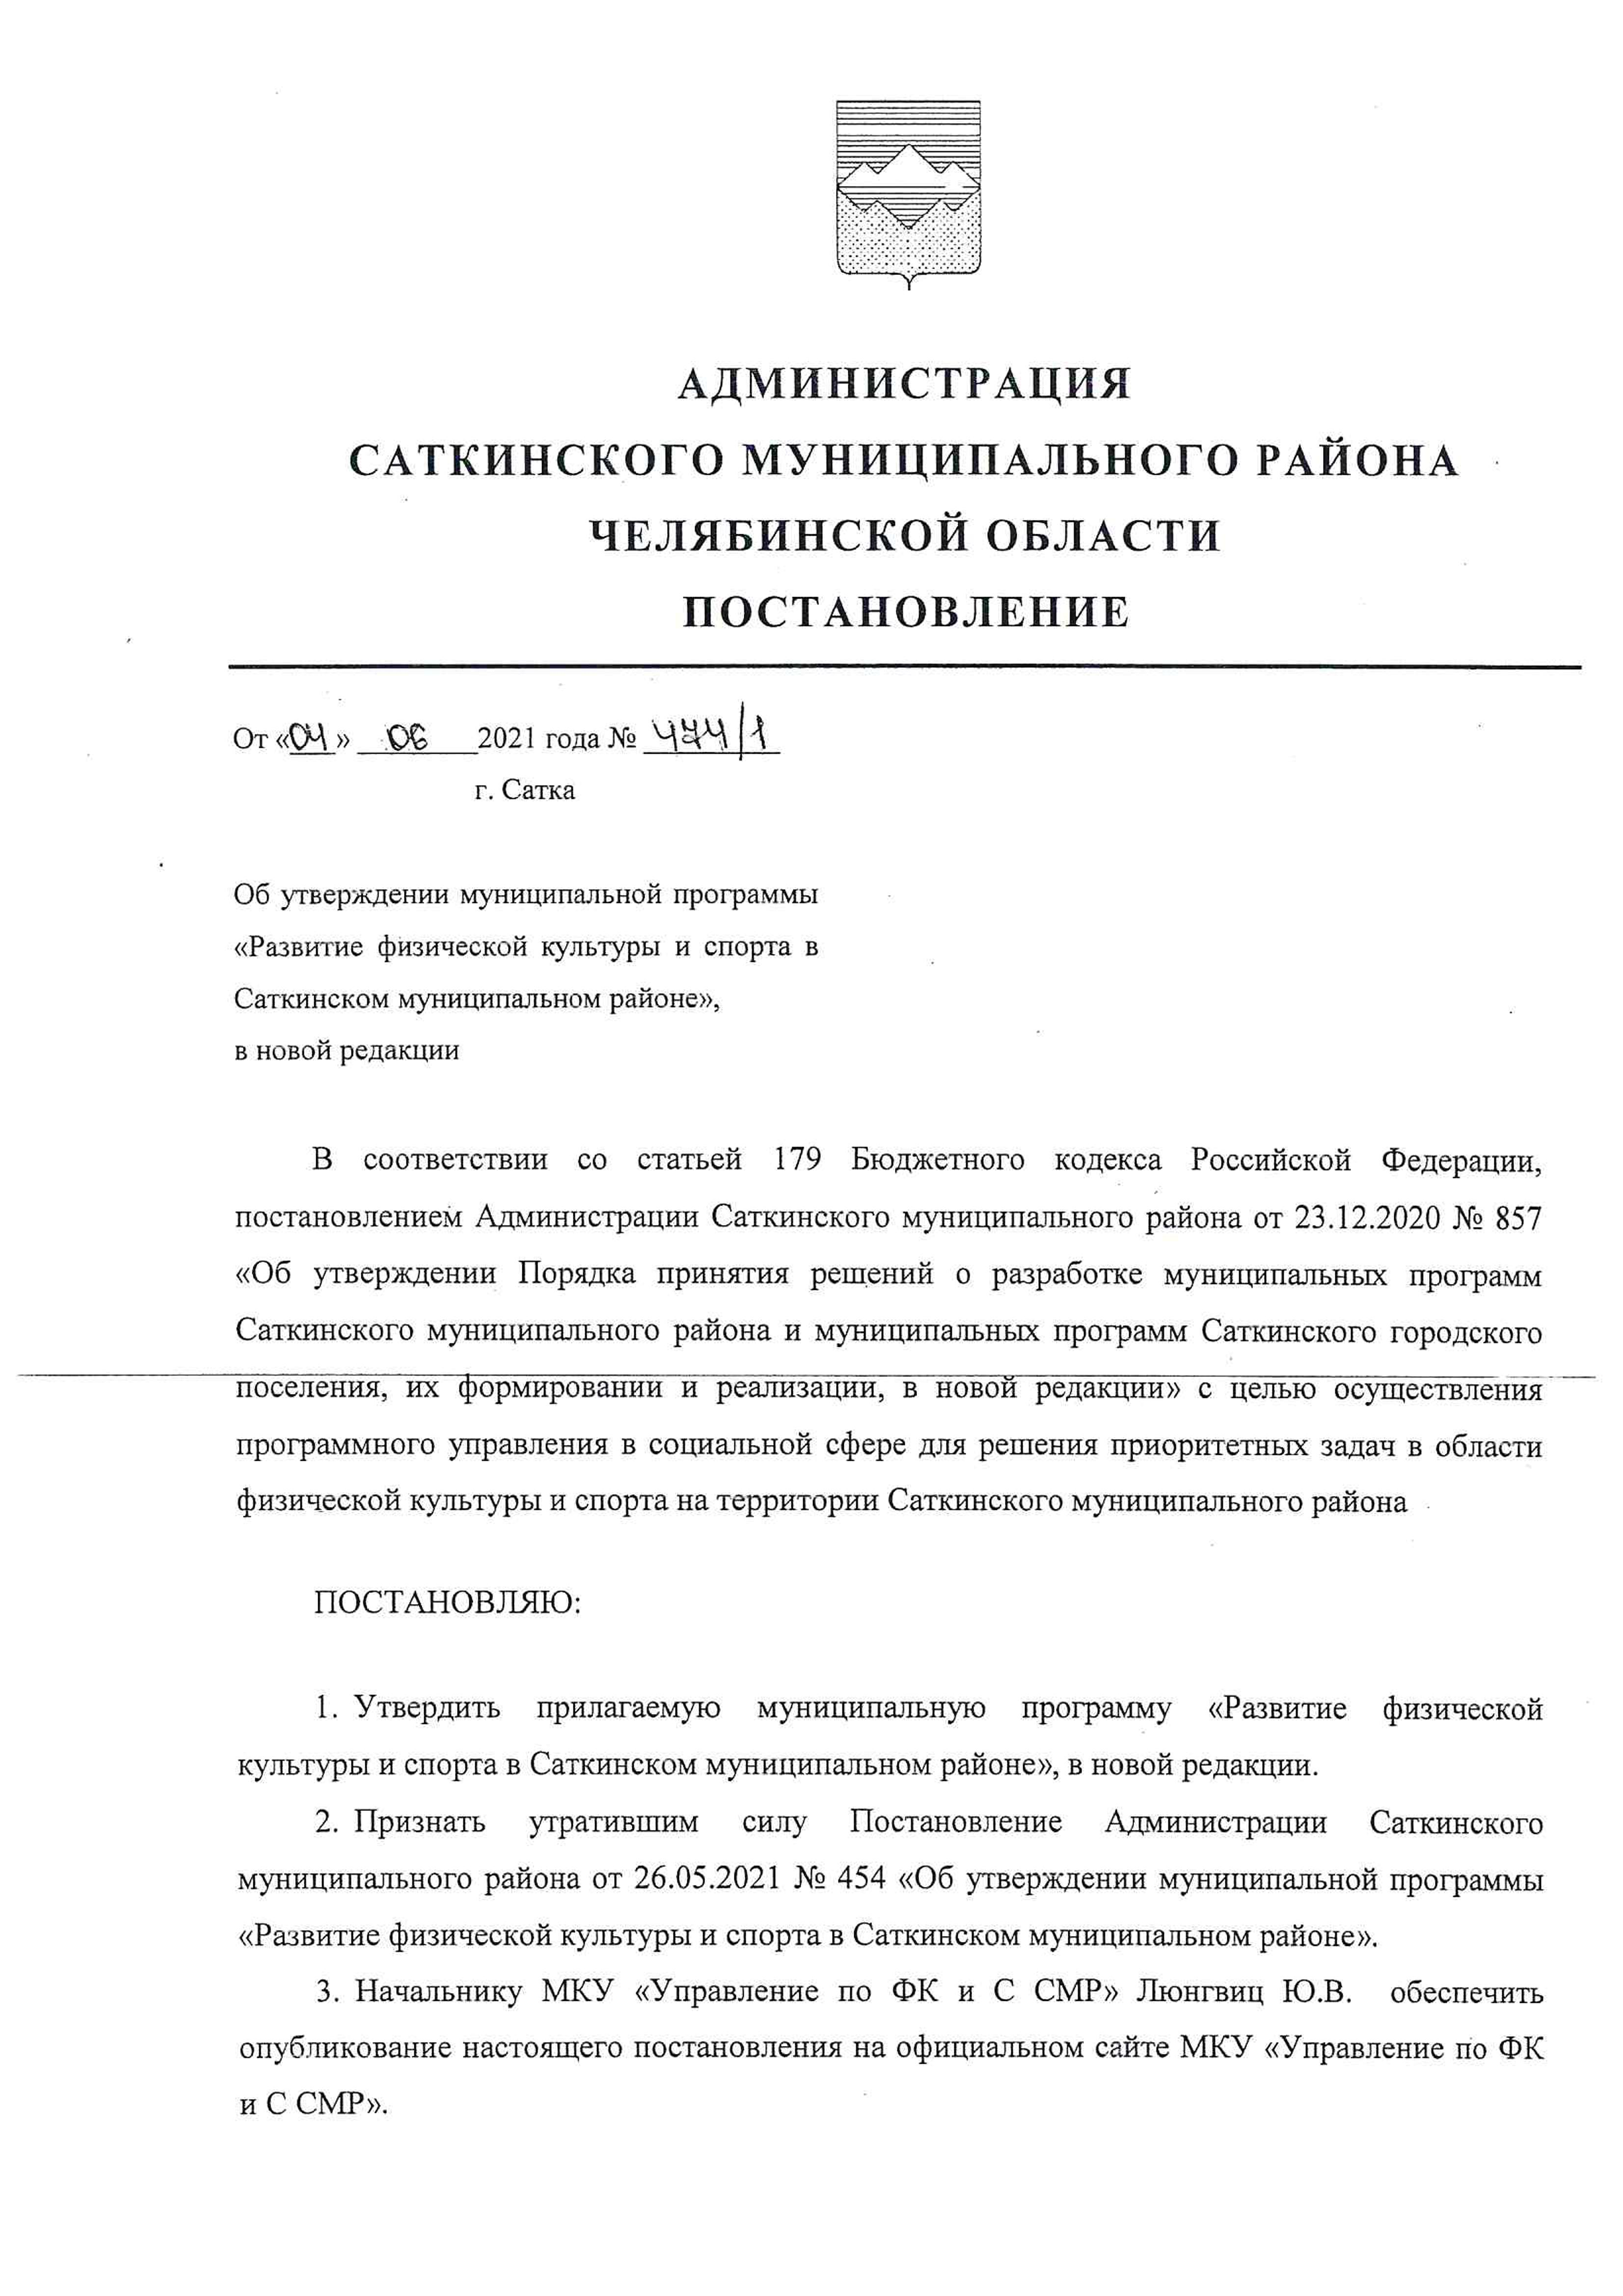 АДМИНИСТРАЦИЯ
САТКИНСКОГО МУНИЦИПАЛЬНОГО РАЙОНА
ЧЕЛЯБИНСКОЙ ОБЛАСТИ
ПОСТАНОВЛЕНИЕ
От «04» 06 2021 года № 474/1
г. Сатка
Об утверждении муниципальной программы
«Развитие физической культуры и спорта в
Саткинском муниципальном районе»,
в новой редакции
В соответствии со статьей 179 Бюджетного кодекса Российской Федерации,
постановлением Администрации Саткинского муниципального района от 23.12.2020 № 857
«Об утверждении Порядка принятия решений о разработке муниципальных программ
Саткинского муниципального района и муниципальных программ Саткинского городского
поселения, их формировании и реализации, в новой редакции» с целью осуществления
программного управления в социальной сфере для решения приоритетных задач в области
физической культуры и спорта на территории Саткинского муниципального района
ПОСТАНОВЛЯЮ:
1. Утвердить прилагаемую муниципальную программу «Развитие физической
культуры и спорта в Саткинском муниципальном районе», в новой редакции.
2. Признать утратившим силу Постановление Администрации Саткинского
муниципального района от 26.05.2021 № 454 «Об утверждении муниципальной программы
«Развитие физической культуры и спорта в Саткинском муниципальном районе».
3. Начальнику МКУ «Управление по ФК и С СМР» Люнгвиц Ю.В. обеспечить
опубликование настоящего постановления на официальном сайте МКУ «Управление по ФК
и С СМР».